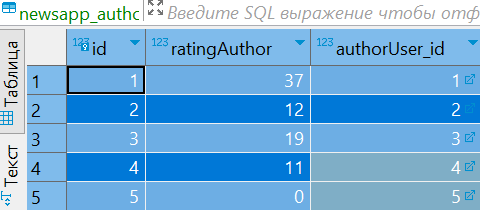 newsapp_autho Введите SQL выражение чтобы отф
id ratingAuthor authorUser_id
1 1 37 1
2 2 12 2
3 3 19 3
4 4 11 4
5 5 0 5
Таблица
Текст